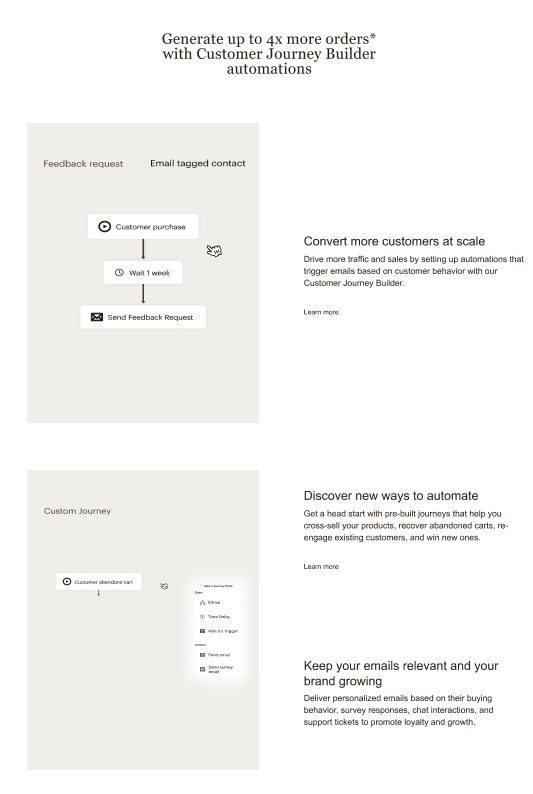 Generate up to 4x more orders*
with Customer Journey Builder
automations
Feedback request
Email tagged contact
Customer purchase
Wait 1 week
Send Feedback Request
Convert more customers at scale
Drive more traffic and sales by setting up automations that
trigger emails based on customer behavior with our
Customer Journey Builder.
Learn more
Custom Journey
Customer abandons cart
Add a Journey Point
Rules
If/Else
Time Delay
Wait for trigger
Actions
Send email
Send survey
email
Discover new ways to automate
Get a head start with pre-built journeys that help you
cross-sell your products, recover abandoned carts, re-
engage existing customers, and win new ones.
Learn more
Keep your emails relevant and your
brand growing
Deliver personalized emails based on their buying
behavior, survey responses, chat interactions, and
support tickets to promote loyalty and growth.